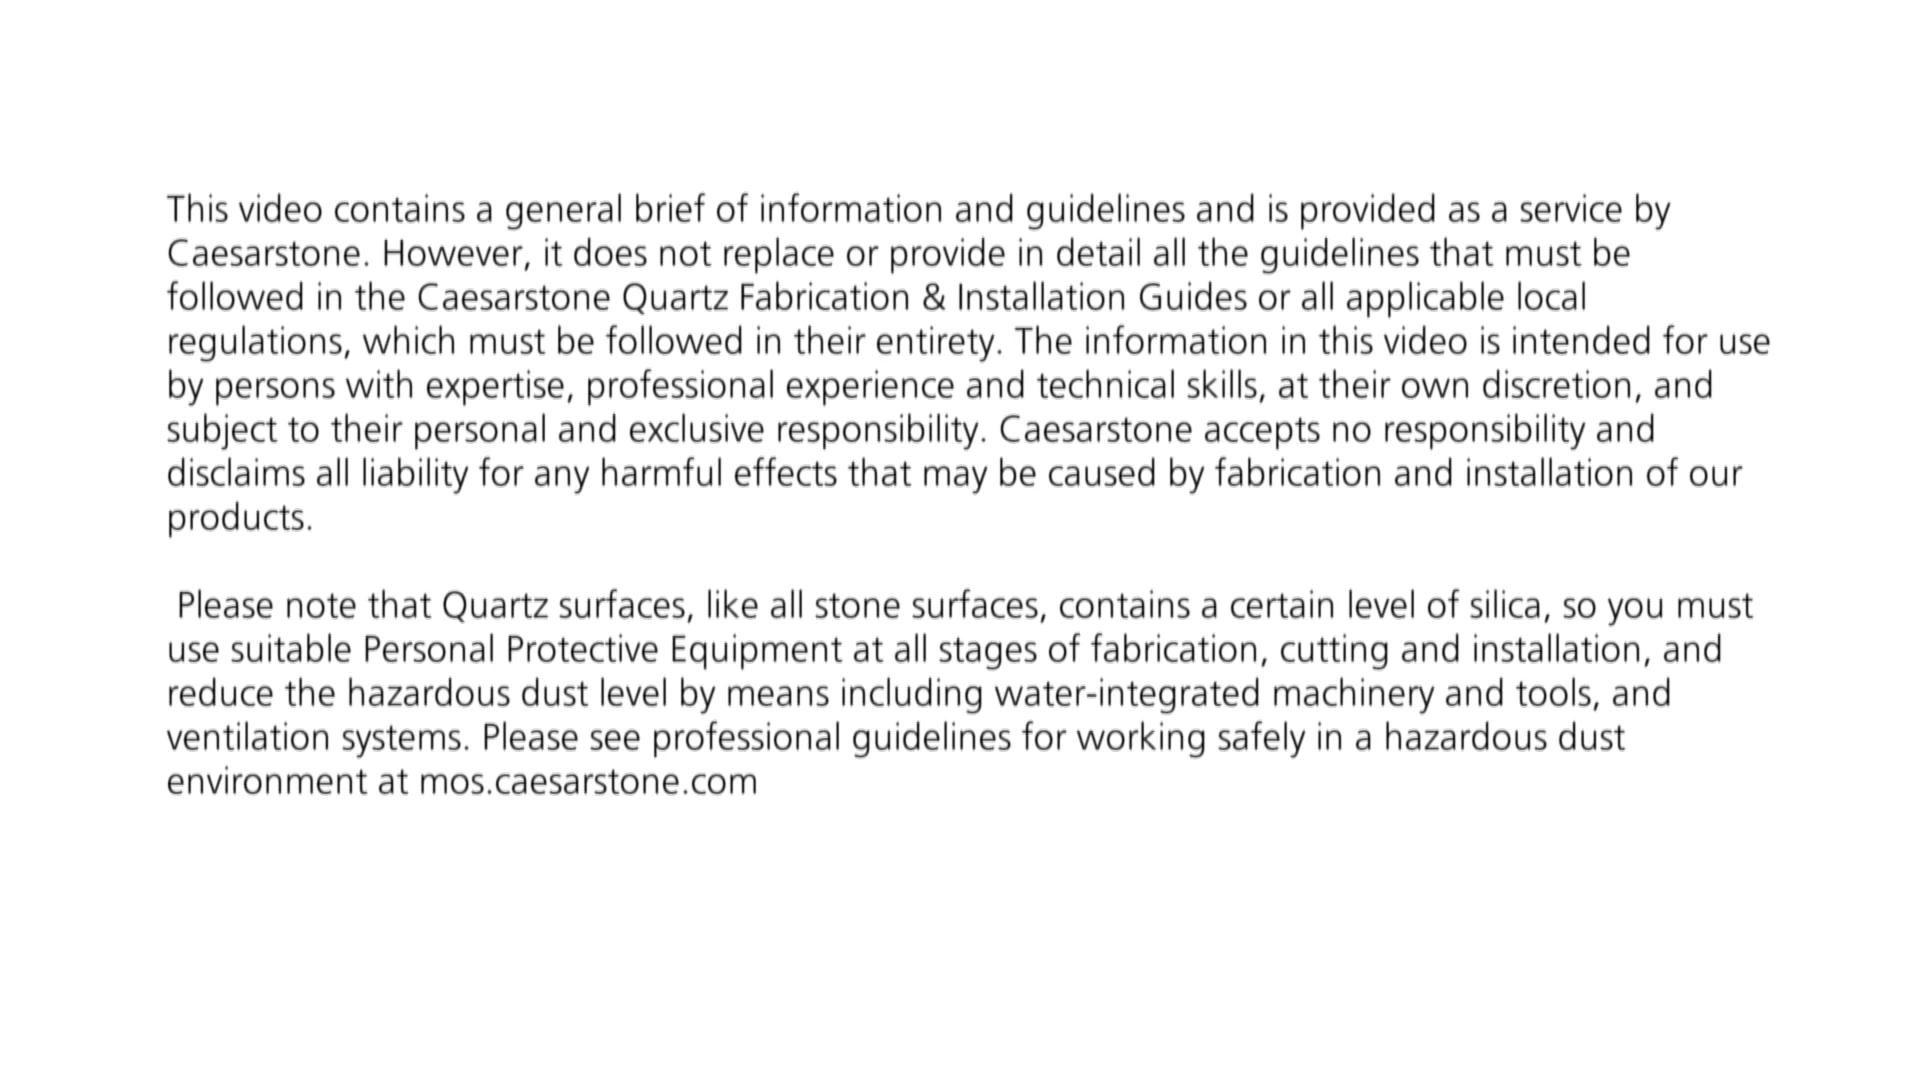 This video contains a general brief of information and guidelines and is provided as a service by
Caesarstone. However, it does not replace or provide in detail all the guidelines that must be
followed in the Caesarstone Quartz Fabrication & Installation Guides or all applicable local
regulations, which must be followed in their entirety. The information in this video is intended for use
by persons with expertise, professional experience and technical skills, at their own discretion, and
subject to their personal and exclusive responsibility. Caesarstone accepts no responsibility and
disclaims all liability for any harmful effects that may be caused by fabrication and installation of our
products.
Please note that Quartz surfaces, like all stone surfaces, contains a certain level of silica, so you must
use suitable Personal Protective Equipment at all stages of fabrication, cutting and installation, and
reduce the hazardous dust level by means including water-integrated machinery and tools, and
ventilation systems. Please see professional guidelines for working safely in a hazardous dust
environment at mos.caesarstone.com